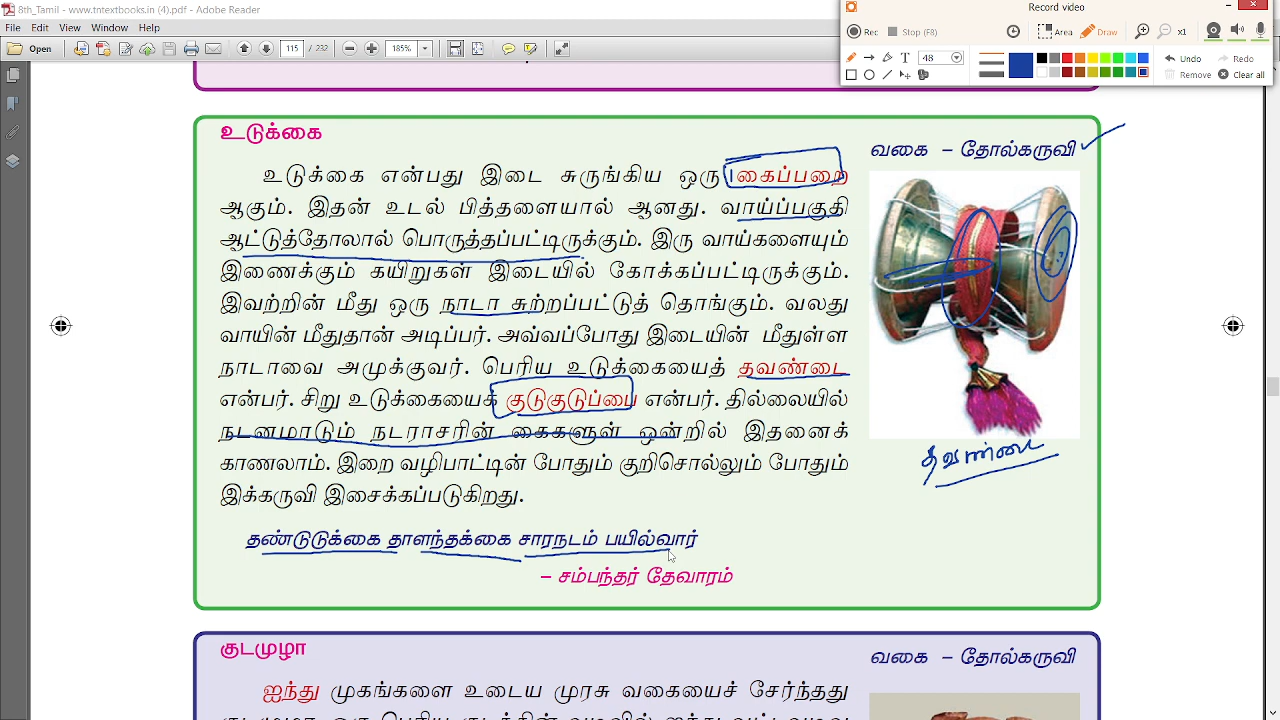 8th_Tamil - www.tntextbooks.in (4).pdf - Adobe Reader
Record video
File Edit View Window Help
Rec Stop (F8) Area Draw x1
Open 115 / 232 185%
T 48 Undo Redo
Remove Clear all
உடுக்கை
வகை – தோல்கருவி
உடுக்கை என்பது இடை சுருங்கிய ஒரு கைப்பறை
ஆகும். இதன் உடல் பித்தளையால் ஆனது. வாய்ப்பகுதி
ஆட்டுத்தோலால் பொருத்தப்பட்டிருக்கும். இரு வாய்களையும்
இணைக்கும் கயிறுகள் இடையில் கோக்கப்பட்டிருக்கும்.
இவற்றின் மீது ஒரு நாடா சுற்றப்பட்டுத் தொங்கும். வலது
வாயின் மீதுதான் அடிப்பர். அவ்வப்போது இடையின் மீதுள்ள
நாடாவை அமுக்குவர். பெரிய உடுக்கையைத் தவண்டை
என்பர். சிறு உடுக்கையைக் குடுகுடுப்பை என்பர். தில்லையில்
நடனமாடும் நடராசரின் கைகளுள் ஒன்றில் இதனைக்
காணலாம். இறை வழிபாட்டின் போதும் குறிசொல்லும் போதும்
இக்கருவி இசைக்கப்படுகிறது.
தவண்டை
தண்டுடுக்கை தாளந்தக்கை சாரநடம் பயில்வார்
– சம்பந்தர் தேவாரம்
குடமுழா
வகை – தோல்கருவி
ஐந்து முகங்களை உடைய முரசு வகையைச் சேர்ந்தது